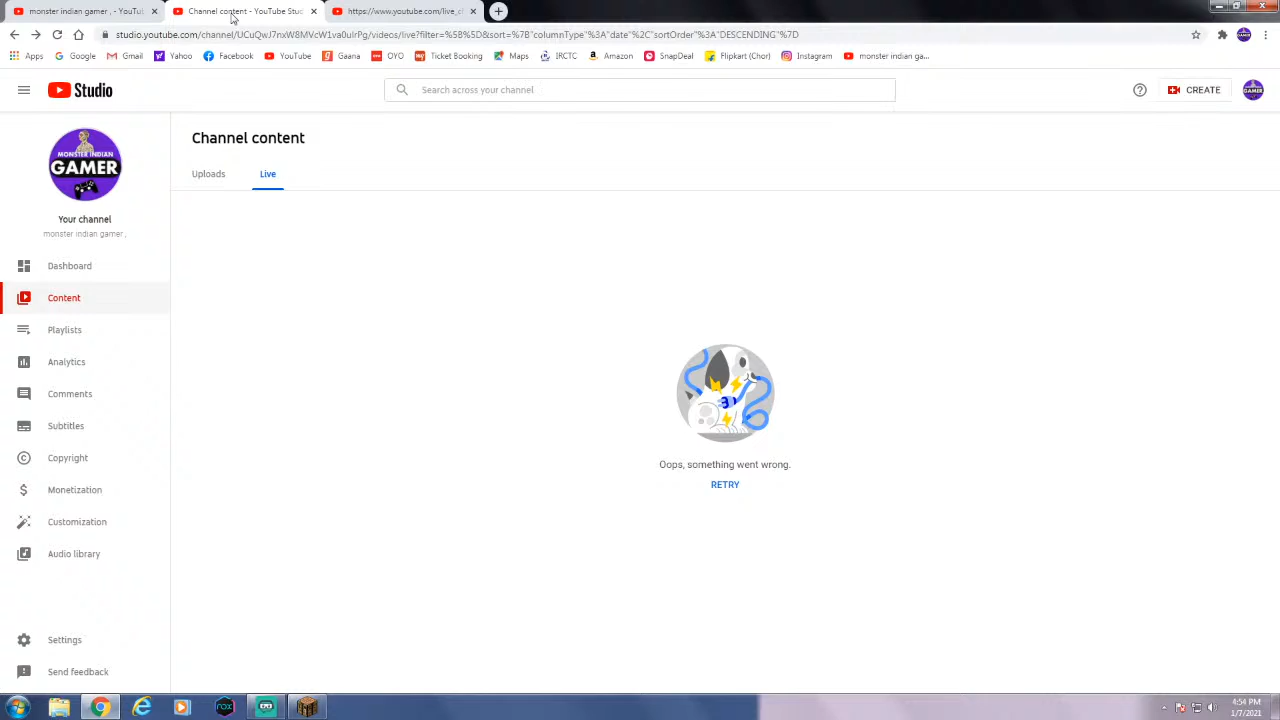 monster indian gamer , - YouTul
Channel content - YouTube Stud
https://www.youtube.com/live_cl
studio.youtube.com/channel/UCuQwJ7nxW8MVcW1va0ulrPg/videos/live?filter=%5B%5D&sort=%7B"columnType"%3A"date"%2C"sortOrder"%3A"DESCENDING"%7D
Apps
Google
Gmail
Yahoo
Facebook
YouTube
Gaana
OYO
Ticket Booking
Maps
IRCTC
Amazon
SnapDeal
Flipkart (Chor)
Instagram
monster indian ga...
Studio
Search across your channel
CREATE
GAMER
Channel content
Uploads
Live
MONSTER INDIAN
GAMER
Your channel
monster indian gamer ,
Dashboard
Content
Playlists
Analytics
Comments
Subtitles
Copyright
Monetization
Customization
Audio library
Oops, something went wrong.
RETRY
Settings
Send feedback
4:54 PM
1/7/2021